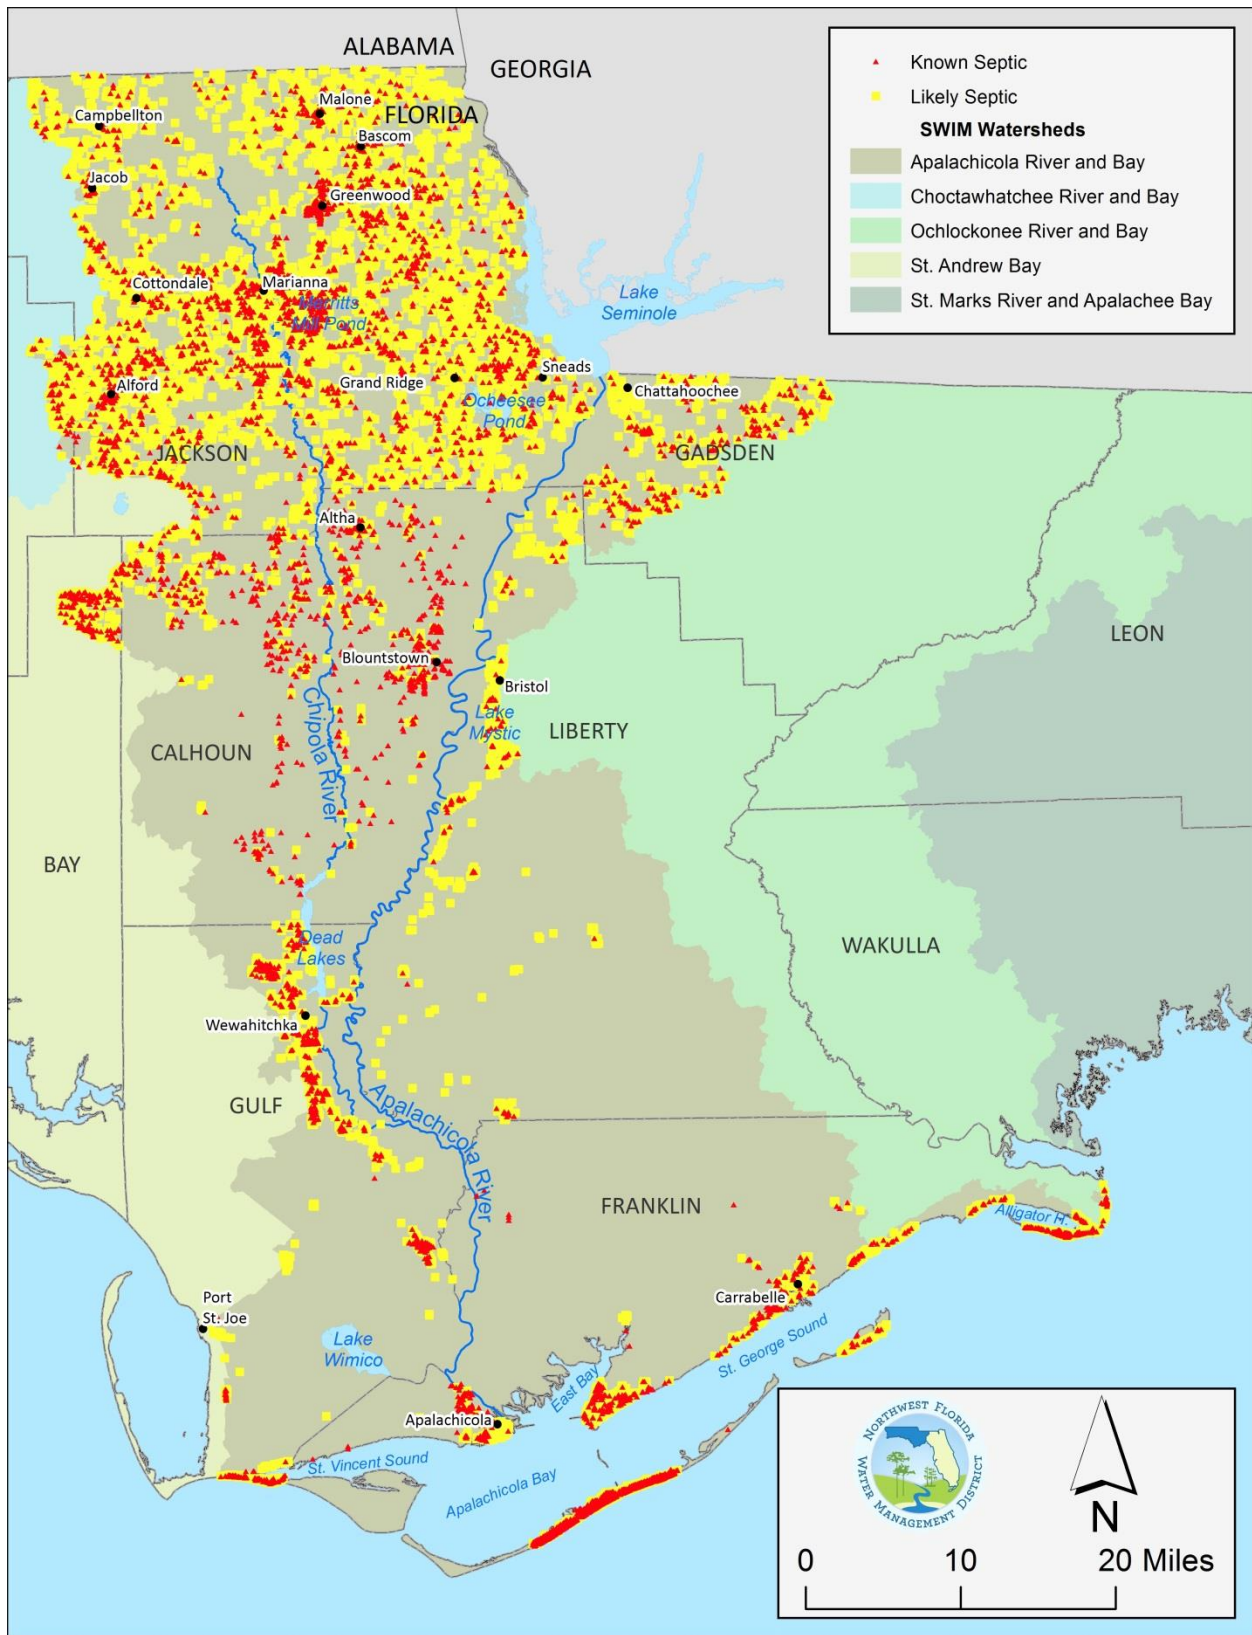 ALABAMA
GEORGIA
FLORIDA
Known Septic
Likely Septic
SWIM Watersheds
Apalachicola River and Bay
Choctawhatchee River and Bay
Ochlockonee River and Bay
St. Andrew Bay
St. Marks River and Apalachee Bay
Campbellton
Malone
Bascom
Jacob
Greenwood
Cottondale
Marianna
Merritts
Mill Pond
Lake
Seminole
Alford
Grand Ridge
Sneads
Chattahoochee
Ocheesee
Pond
JACKSON
GADSDEN
Altha
LEON
Blountstown
Bristol
Lake
Mystic
LIBERTY
CALHOUN
Chipola River
BAY
Dead
Lakes
WAKULLA
Wewahitchka
GULF
Apalachicola River
FRANKLIN
Alligator H.
Port
St. Joe
Carrabelle
Lake
Wimico
St. George Sound
East Bay
Apalachicola
St. Vincent Sound
Apalachicola Bay
NORTHWEST FLORIDA
WATER MANAGEMENT DISTRICT
N
0 10 20 Miles